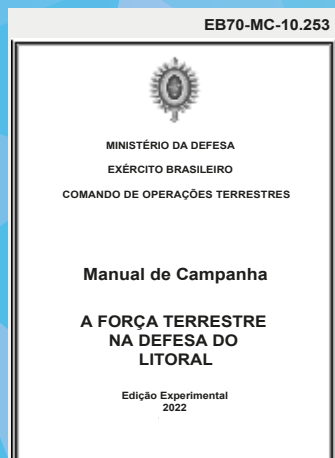 EB70-MC-10.253
MINISTÉRIO DA DEFESA
EXÉRCITO BRASILEIRO
COMANDO DE OPERAÇÕES TERRESTRES
Manual de Campanha
A FORÇA TERRESTRE
NA DEFESA DO
LITORAL
Edição Experimental
2022